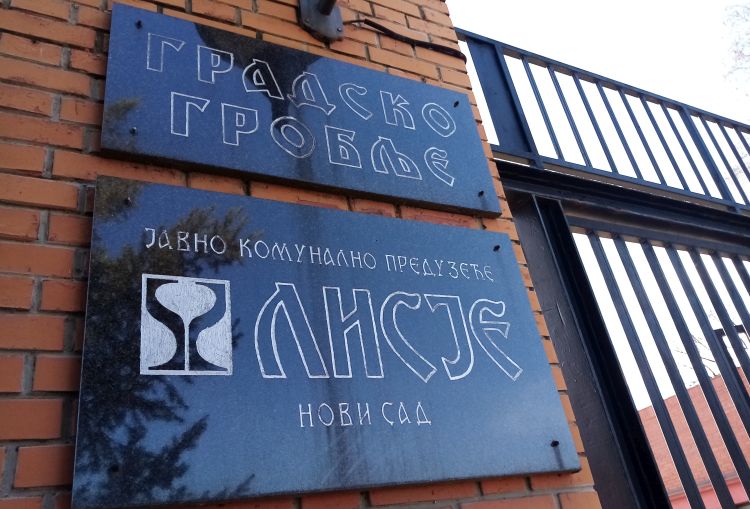 ГРАДСКО
ГРОБЉЕ
ЈАВНО КОМУНАЛНО ПРЕДУЗЕЋЕ
ЛИСЈЕ
НОВИ САД